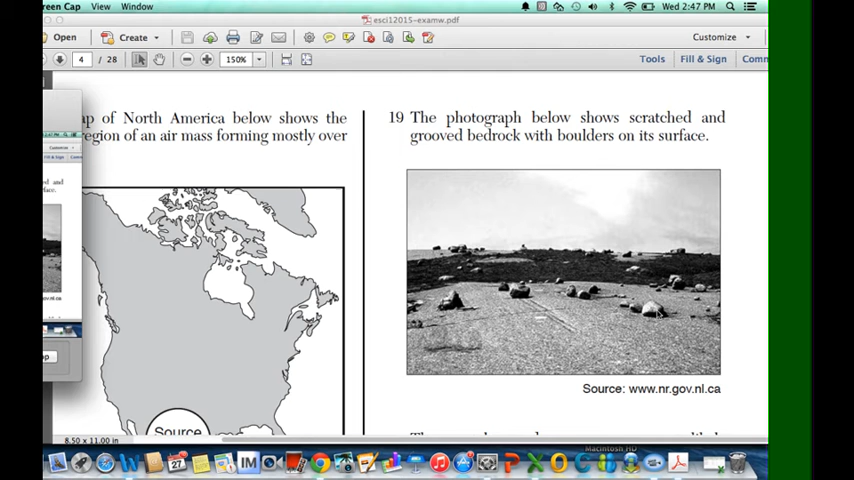 reen Cap View Window
Wed 2:47 PM
esci12015-examw.pdf
Open Create Customize
4 / 28 150% Tools Fill & Sign Comm
ap of North America below shows the
region of an air mass forming mostly over
Source
19 The photograph below shows scratched and
grooved bedrock with boulders on its surface.
Source: www.nr.gov.nl.ca
8.50 x 11.00 in
Macintosh HD